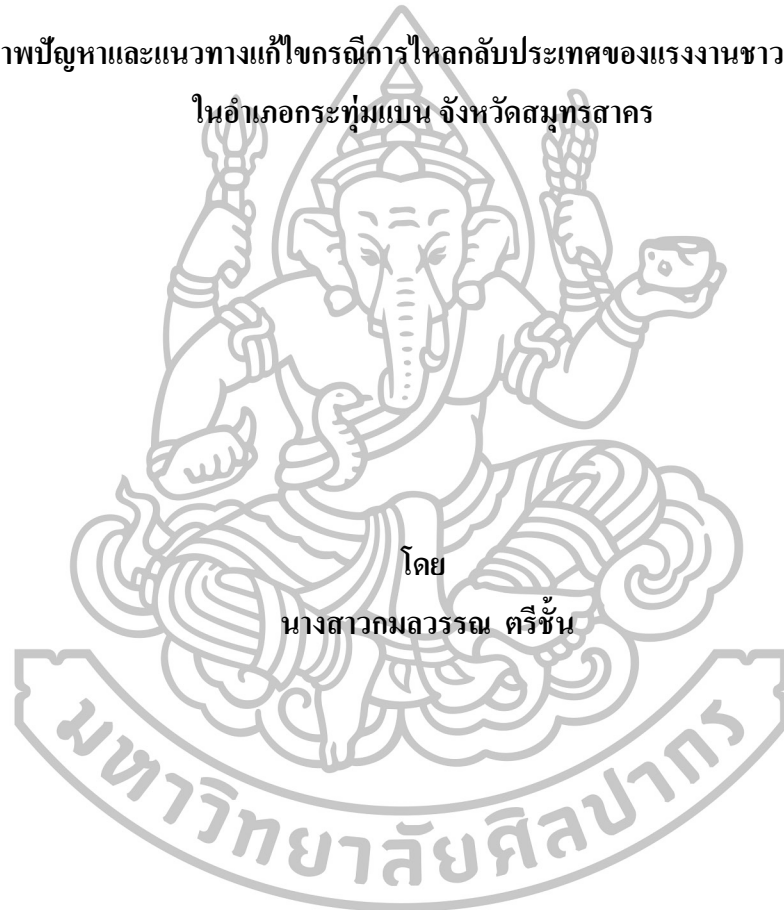 าพปัญหาและแนวทางแก้ไขกรณีการไหลกลับประเทศของแรงงานชาว
ในอำเภอกระทุ่มแบน จังหวัดสมุทรสาคร
โดย
นางสาวกมลวรรณ ตรีชั้น
มหาวิทยาลัยศิลปากร